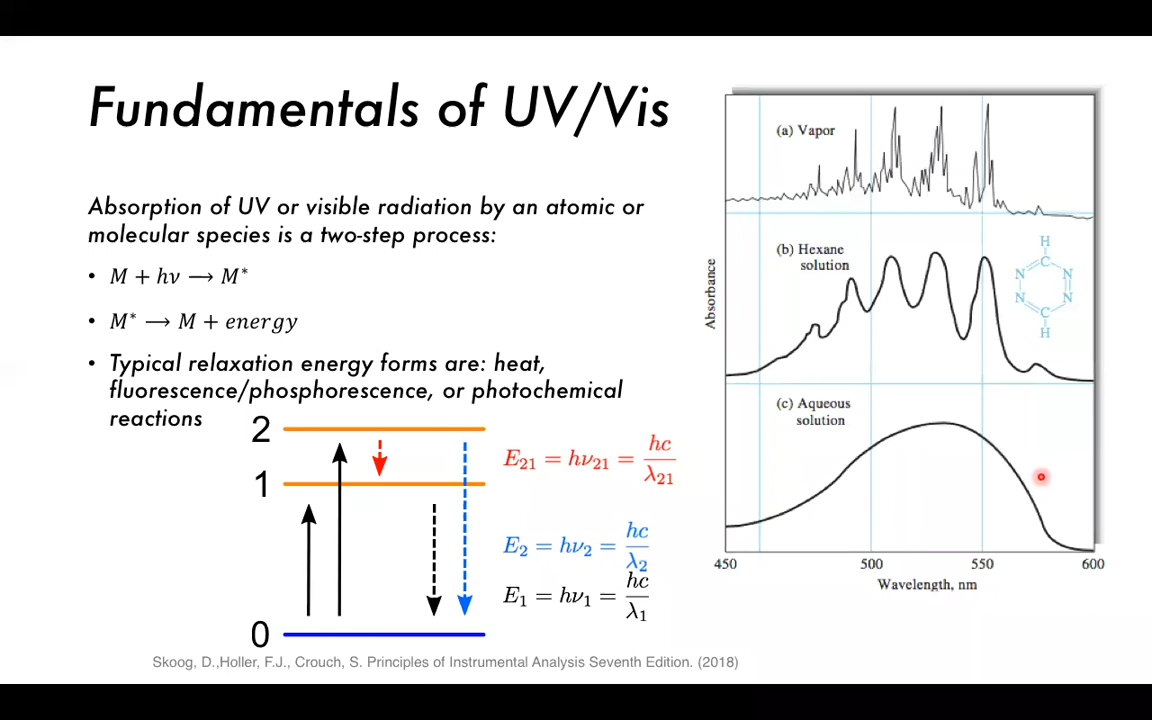 Fundamentals of UV/Vis
Absorption of UV or visible radiation by an atomic or
molecular species is a two-step process:
• M + hν ⟶ M*
• M* ⟶ M + energy
• Typical relaxation energy forms are: heat,
fluorescence/phosphorescence, or photochemical
reactions
2
1
0
E₂₁ = hν₂₁ = hc/λ₂₁
E₂ = hν₂ = hc/λ₂
E₁ = hν₁ = hc/λ₁
(a) Vapor
(b) Hexane
solution
H
C
N N
N N
C
H
(c) Aqueous
solution
Absorbance
450 500 550 600
Wavelength, nm
Skoog, D.,Holler, F.J., Crouch, S. Principles of Instrumental Analysis Seventh Edition. (2018)